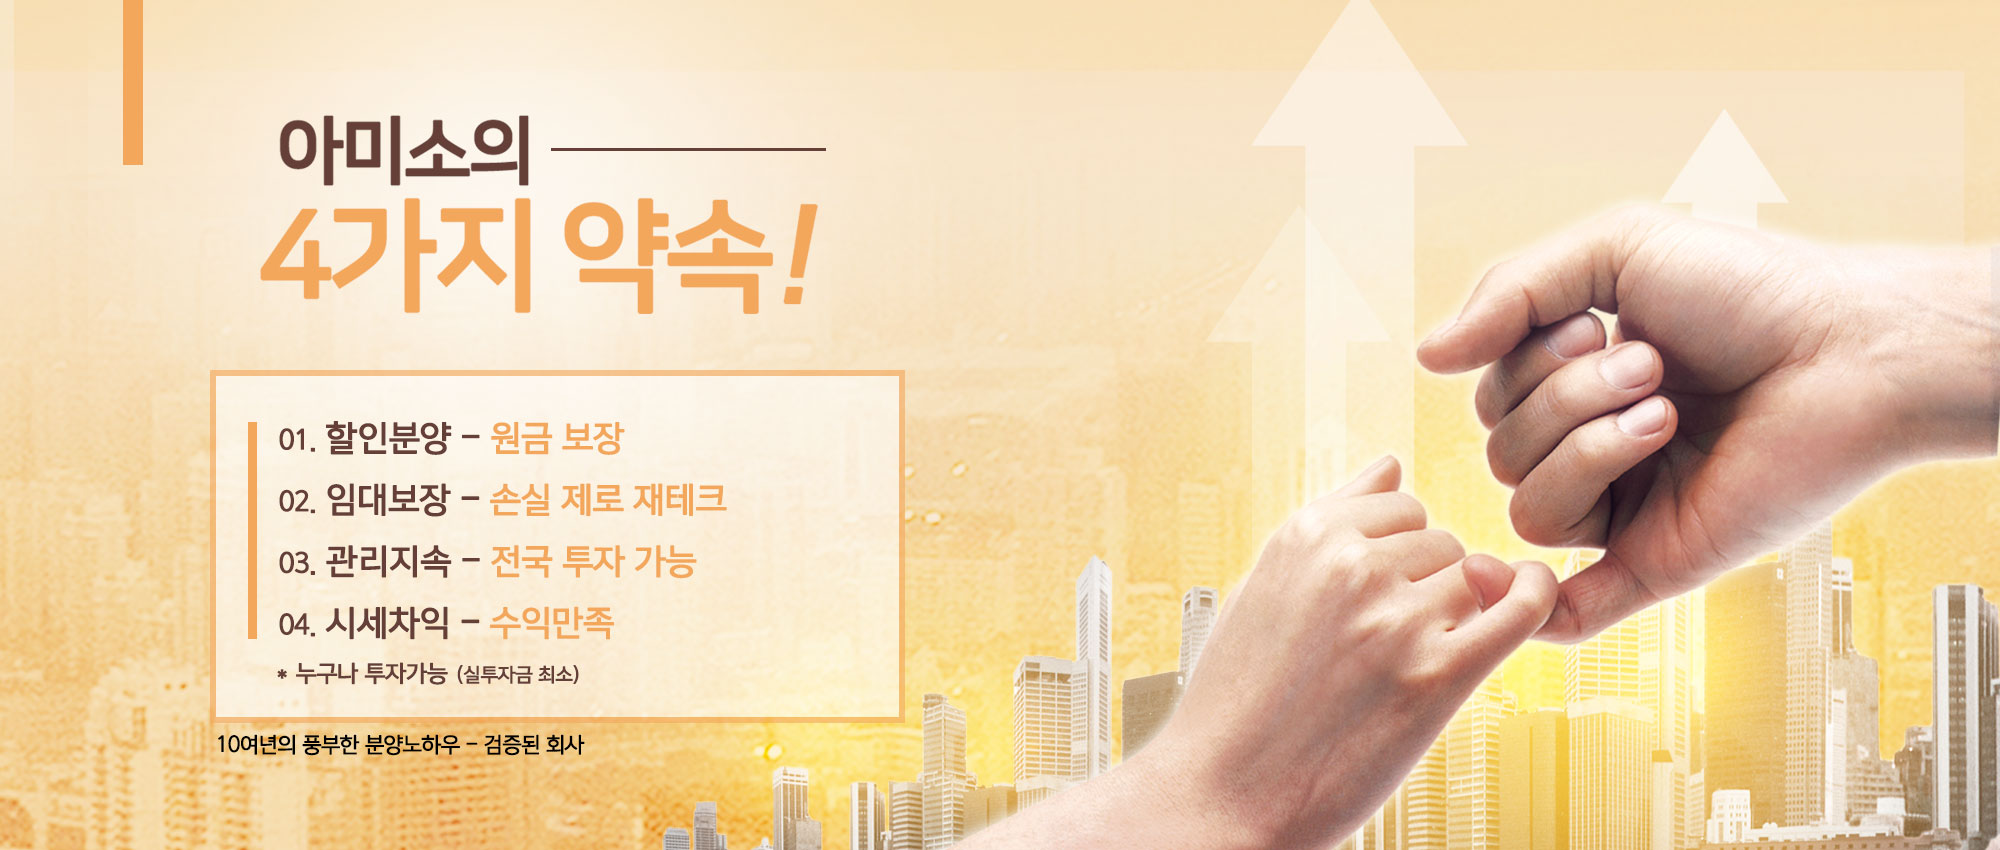 아미소의
4가지 약속!
01. 할인분양 - 원금 보장
02. 임대보장 - 손실 제로 재테크
03. 관리지속 - 전국 투자 가능
04. 시세차익 - 수익만족
* 누구나 투자가능 (실투자금 최소)
10여년의 풍부한 분양노하우 - 검증된 회사